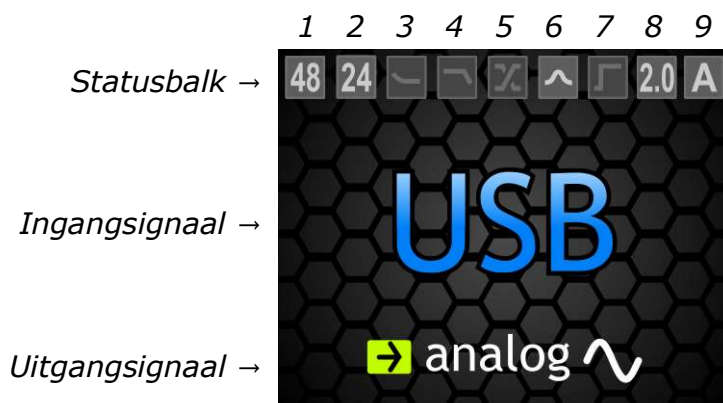 1 2 3 4 5 6 7 8 9
Statusbalk → 48 24 2.0 A
Ingangsignaal → USB
Uitgangsignaal → analog